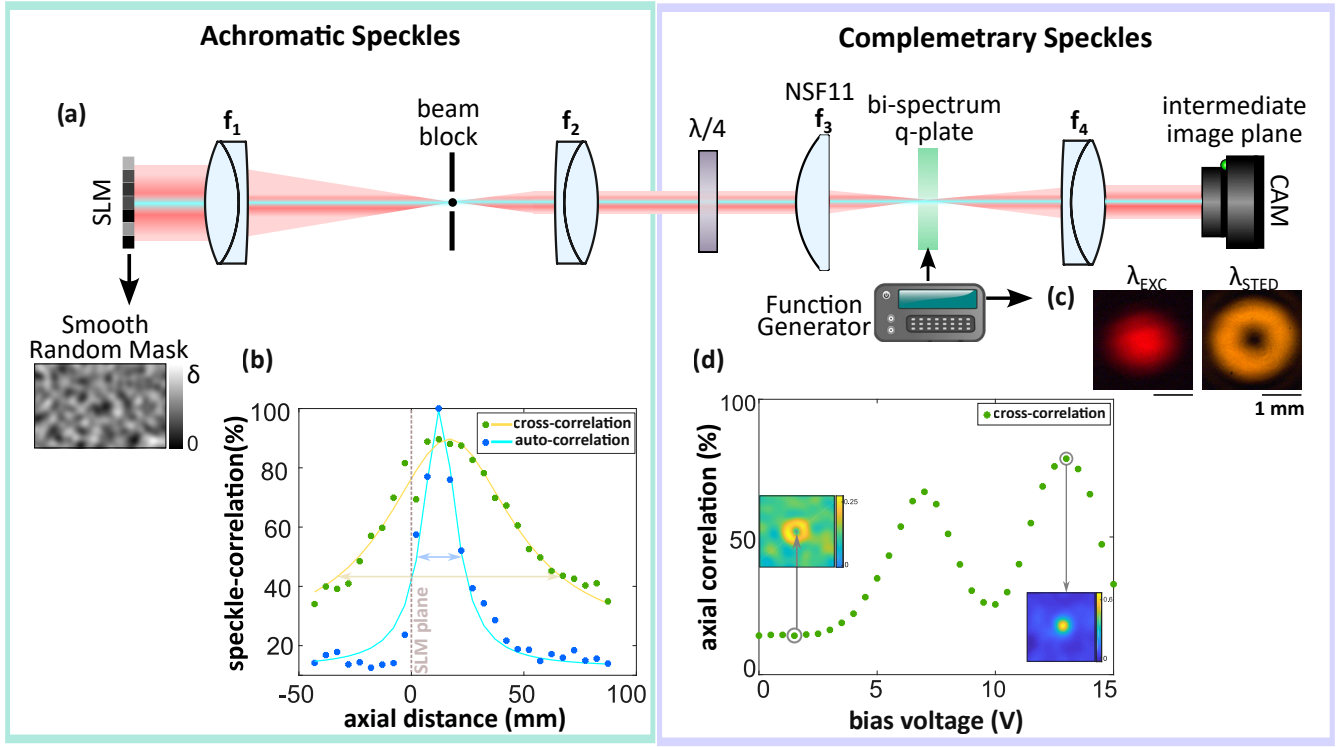 Achromatic Speckles
Complemetrary Speckles
(a)
f1
beam
block
f2
SLM
Smooth
Random Mask
δ
0
λ/4
NSF11
f3
bi-spectrum
q-plate
f4
intermediate
image plane
CAM
Function
Generator
(c)
λEXC
λSTED
1 mm
(b)
cross-correlation
auto-correlation
speckle-correlation(%)
100
80
60
40
20
SLM plane
-50
0
50
100
axial distance (mm)
(d)
cross-correlation
axial correlation (%)
100
50
0
0.25
0
0.6
0
0
5
10
15
bias voltage (V)